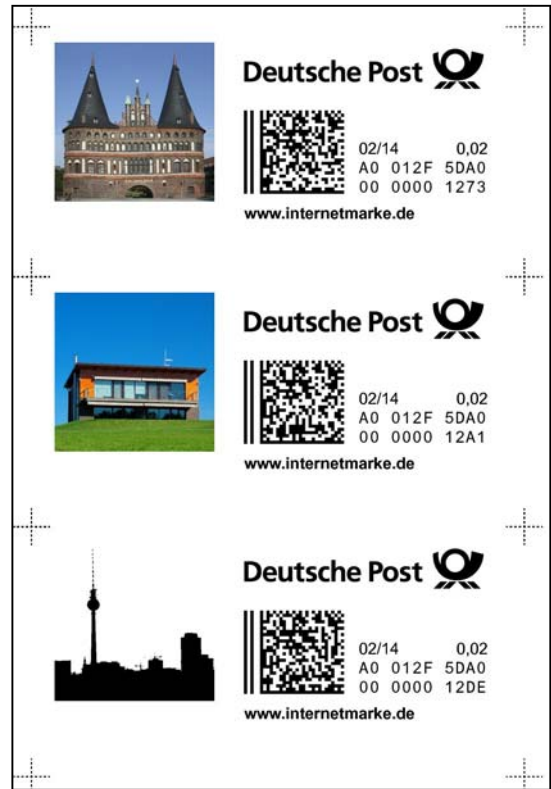 Deutsche Post
02/14 0,02
A0 012F 5DA0
00 0000 1273
www.internetmarke.de
Deutsche Post
02/14 0,02
A0 012F 5DA0
00 0000 12A1
www.internetmarke.de
Deutsche Post
02/14 0,02
A0 012F 5DA0
00 0000 12DE
www.internetmarke.de